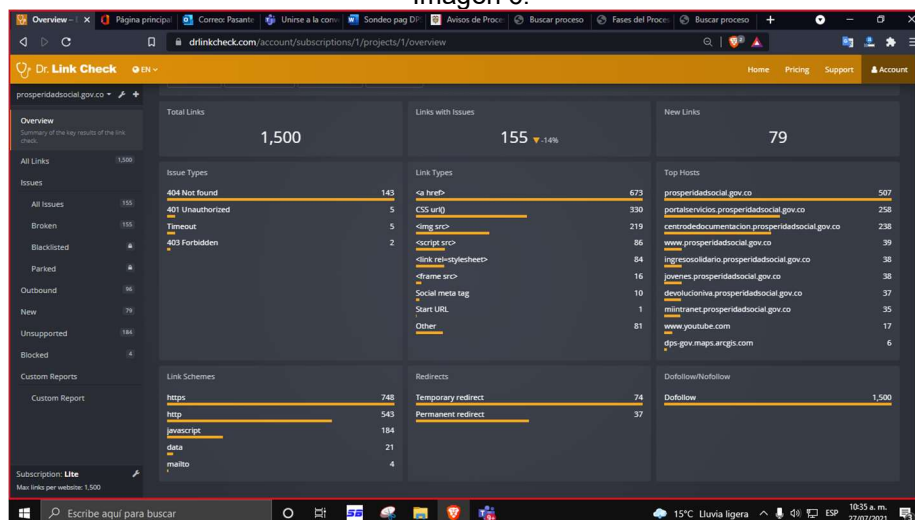 Imagen 6.
Overview –
Página principal
Correo: Pasante
Unirse a la conv
Sondeo pag DP
Avisos de Proce
Buscar proceso
Fases del Proces
Buscar proceso
drlinkcheck.com/account/subscriptions/1/projects/1/overview
Dr. Link Check
EN
Home Pricing Support Account
prosperidadsocial.gov.co
Overview
Summary of the key results of the link
check.
All Links 1,500
Issues
All Issues 155
Broken 155
Blacklisted
Parked
Outbound 96
New 79
Unsupported 184
Blocked 4
Custom Reports
Custom Report
Subscription: Lite
Max links per website: 1,500
Total Links
1,500
Links with Issues
155 ▼-14%
New Links
79
Issue Types
404 Not found 143
401 Unauthorized 5
Timeout 5
403 Forbidden 2
Link Types
<a href> 673
CSS url() 330
<img src> 219
<script src> 86
<link rel=stylesheet> 84
<frame src> 16
Social meta tag 10
Start URL 1
Other 81
Top Hosts
prosperidadsocial.gov.co 507
portalservicios.prosperidadsocial.gov.co 258
centrodedocumentacion.prosperidadsocial.gov.co 238
www.prosperidadsocial.gov.co 39
ingresosolidario.prosperidadsocial.gov.co 38
jovenes.prosperidadsocial.gov.co 38
devolucioniva.prosperidadsocial.gov.co 37
miintranet.prosperidadsocial.gov.co 35
www.youtube.com 17
dps-gov.maps.arcgis.com 6
Link Schemes
https 748
http 543
javascript 184
data 21
mailto 4
Redirects
Temporary redirect 74
Permanent redirect 37
Dofollow/Nofollow
Dofollow 1,500
Escribe aquí para buscar
15°C Lluvia ligera
ESP
10:35 a. m.
27/07/2021